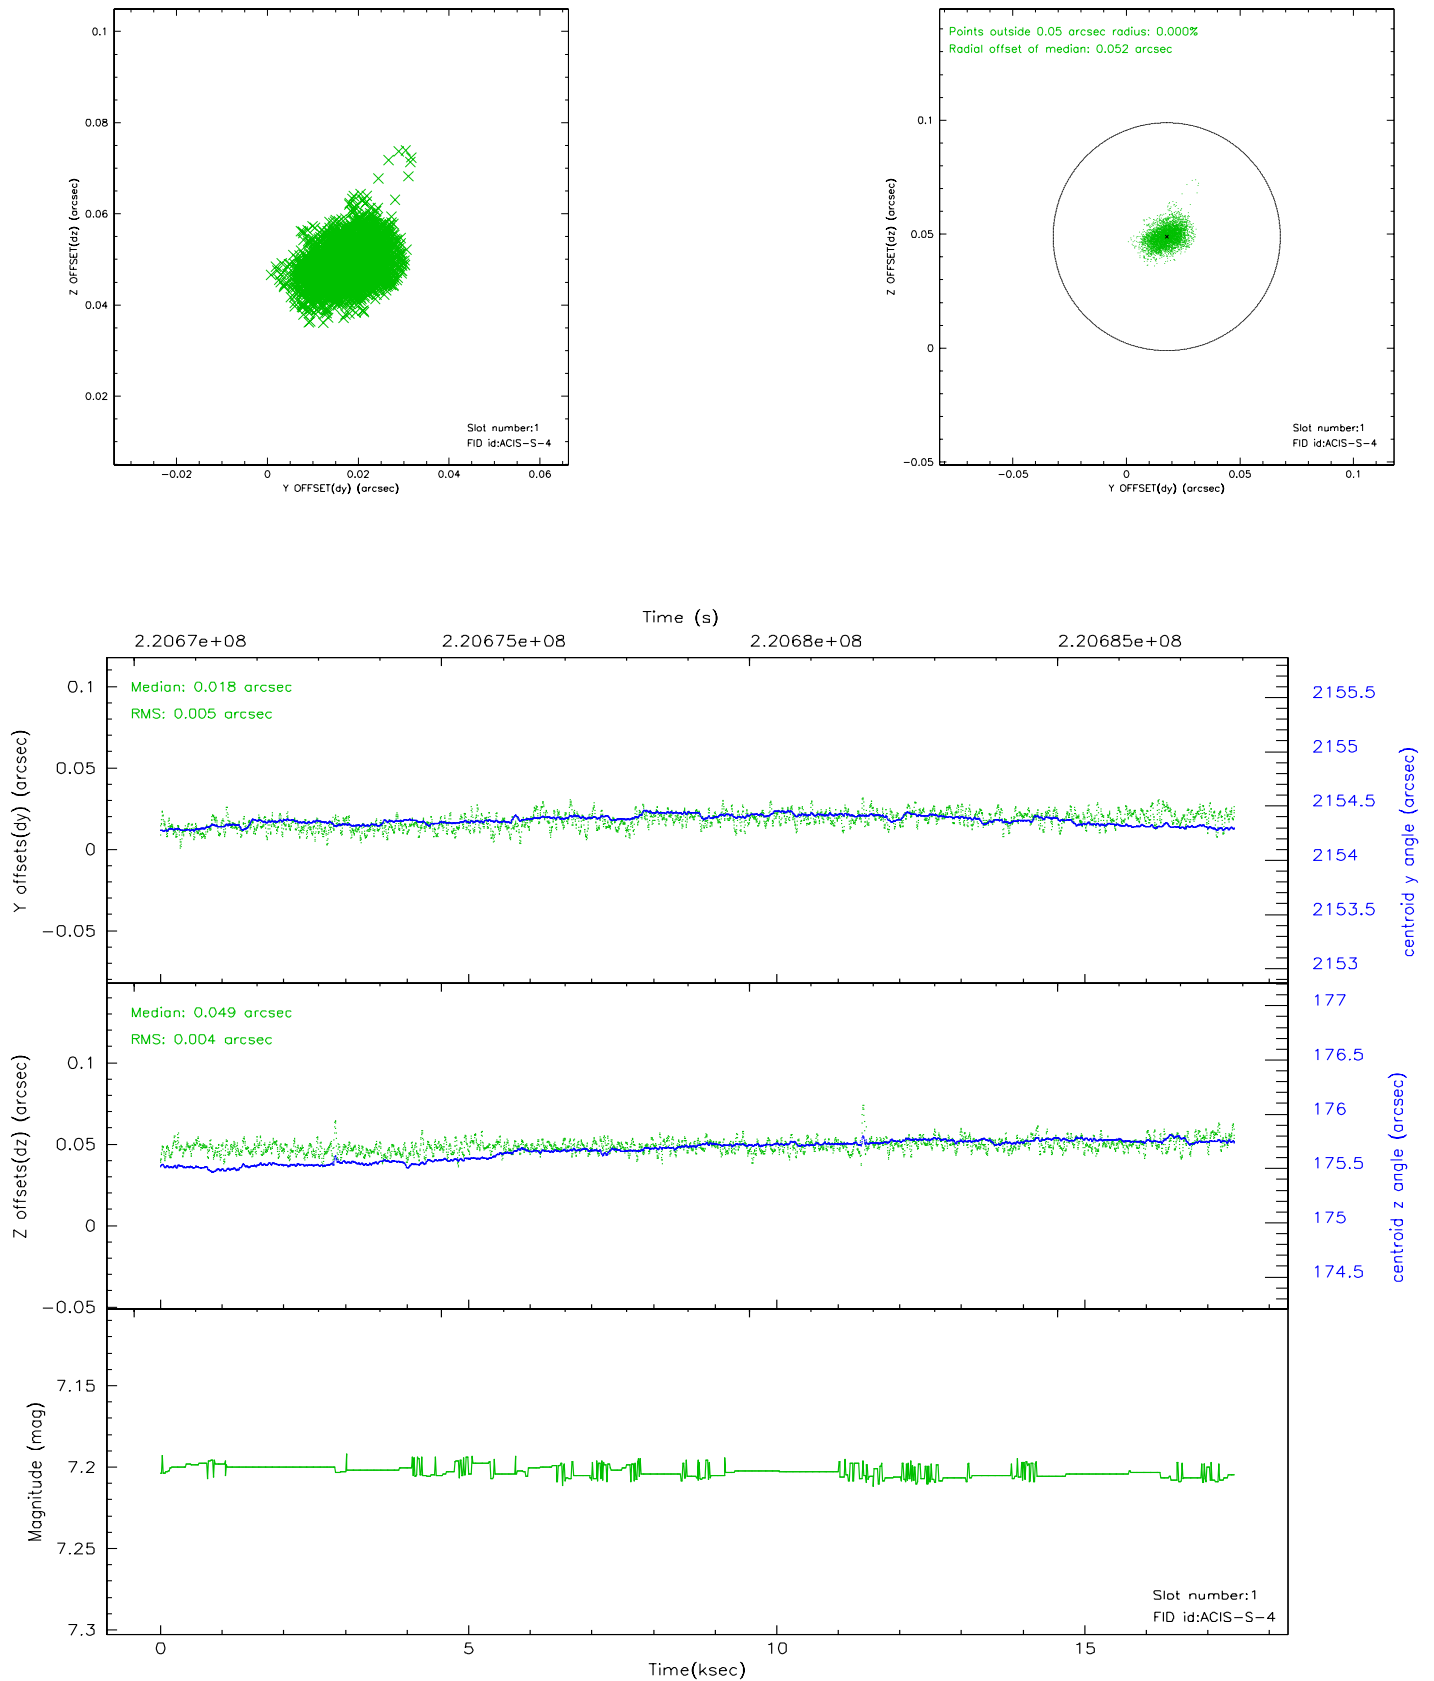 0.1
0.08
0.06
0.04
0.02
Z OFFSET(dz) (arcsec)
Slot number:1
FID id:ACIS-S-4
-0.02 0 0.02 0.04 0.06
Y OFFSET(dy) (arcsec)
Points outside 0.05 arcsec radius: 0.000%
Radial offset of median: 0.052 arcsec
0.1
0.05
0
-0.05
Z OFFSET(dz) (arcsec)
Slot number:1
FID id:ACIS-S-4
-0.05 0 0.05 0.1
Y OFFSET(dy) (arcsec)
Time (s)
2.2067e+08 2.20675e+08 2.2068e+08 2.20685e+08
Median: 0.018 arcsec
RMS: 0.005 arcsec
0.1
0.05
0
-0.05
Y offsets(dy) (arcsec)
2155.5
2155
2154.5
2154
2153.5
2153
centroid y angle (arcsec)
Median: 0.049 arcsec
RMS: 0.004 arcsec
0.1
0.05
0
-0.05
Z offsets(dz) (arcsec)
177
176.5
176
175.5
175
174.5
centroid z angle (arcsec)
7.15
7.2
7.25
7.3
Magnitude (mag)
Slot number:1
FID id:ACIS-S-4
0 5 10 15
Time(ksec)